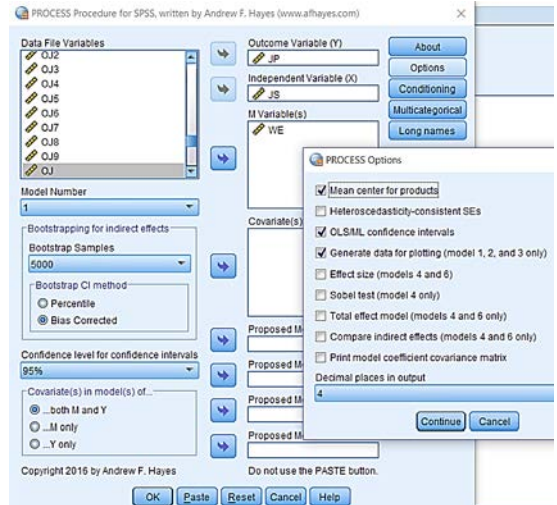 PROCESS Procedure for SPSS, written by Andrew F. Hayes (www.afhayes.com)
Data File Variables
OJ2
OJ3
OJ4
OJ5
OJ6
OJ7
OJ8
OJ9
OJ
Outcome Variable (Y)
JP
Independent Variable (X)
JS
M Variable(s)
WE
About
Options
Conditioning
Multicategorical
Long names
Model Number
1
Bootstrapping for indirect effects
Bootstrap Samples
5000
Bootstrap CI method
Percentile
Bias Corrected
Confidence level for confidence intervals
95%
Covariate(s) in model(s) of...
...both M and Y
...M only
...Y only
Covariate(s)
Proposed M
Proposed M
Proposed M
Proposed M
PROCESS Options
Mean center for products
Heteroscedasticity-consistent SEs
OLS/ML confidence intervals
Generate data for plotting (model 1, 2, and 3 only)
Effect size (models 4 and 6)
Sobel test (model 4 only)
Total effect model (models 4 and 6 only)
Compare indirect effects (models 4 and 6 only)
Print model coefficient covariance matrix
Decimal places in output
4
Continue
Cancel
Copyright 2016 by Andrew F. Hayes
Do not use the PASTE button.
OK
Paste
Reset
Cancel
Help